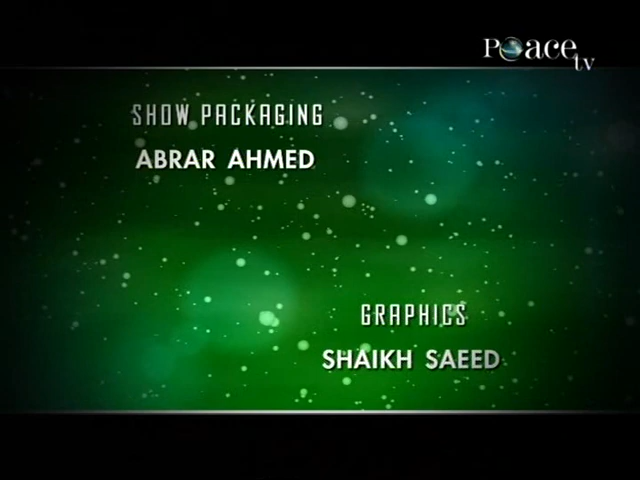 Peace tv
SHOW PACKAGING
ABRAR AHMED
GRAPHICS
SHAIKH SAEED